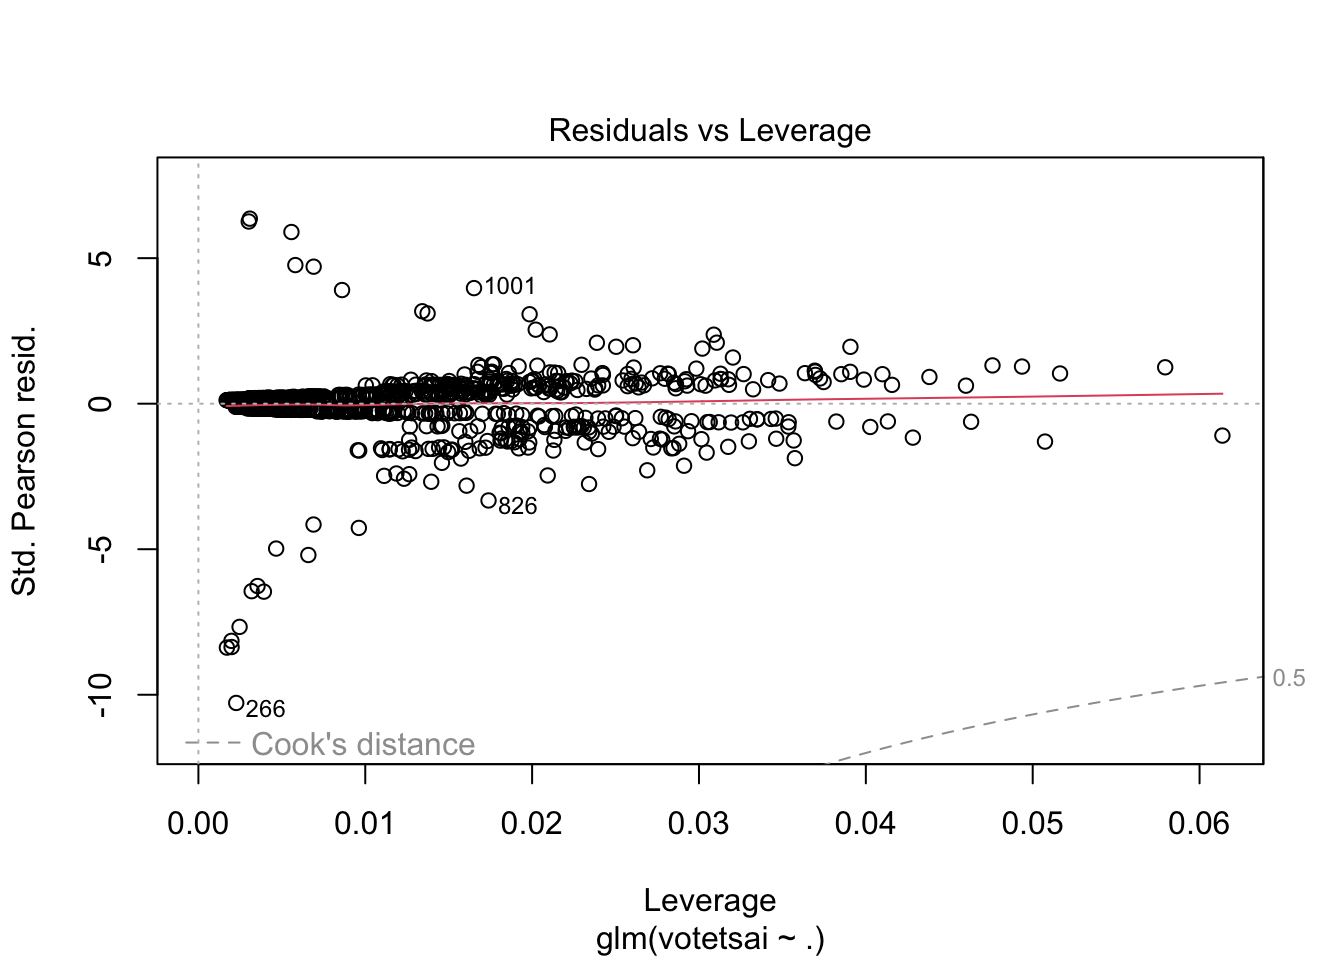 Residuals vs Leverage
Std. Pearson resid.
5
0
-5
-10
1001
826
266
0.5
Cook's distance
0.00 0.01 0.02 0.03 0.04 0.05 0.06
Leverage
glm(votetsai ~ .)